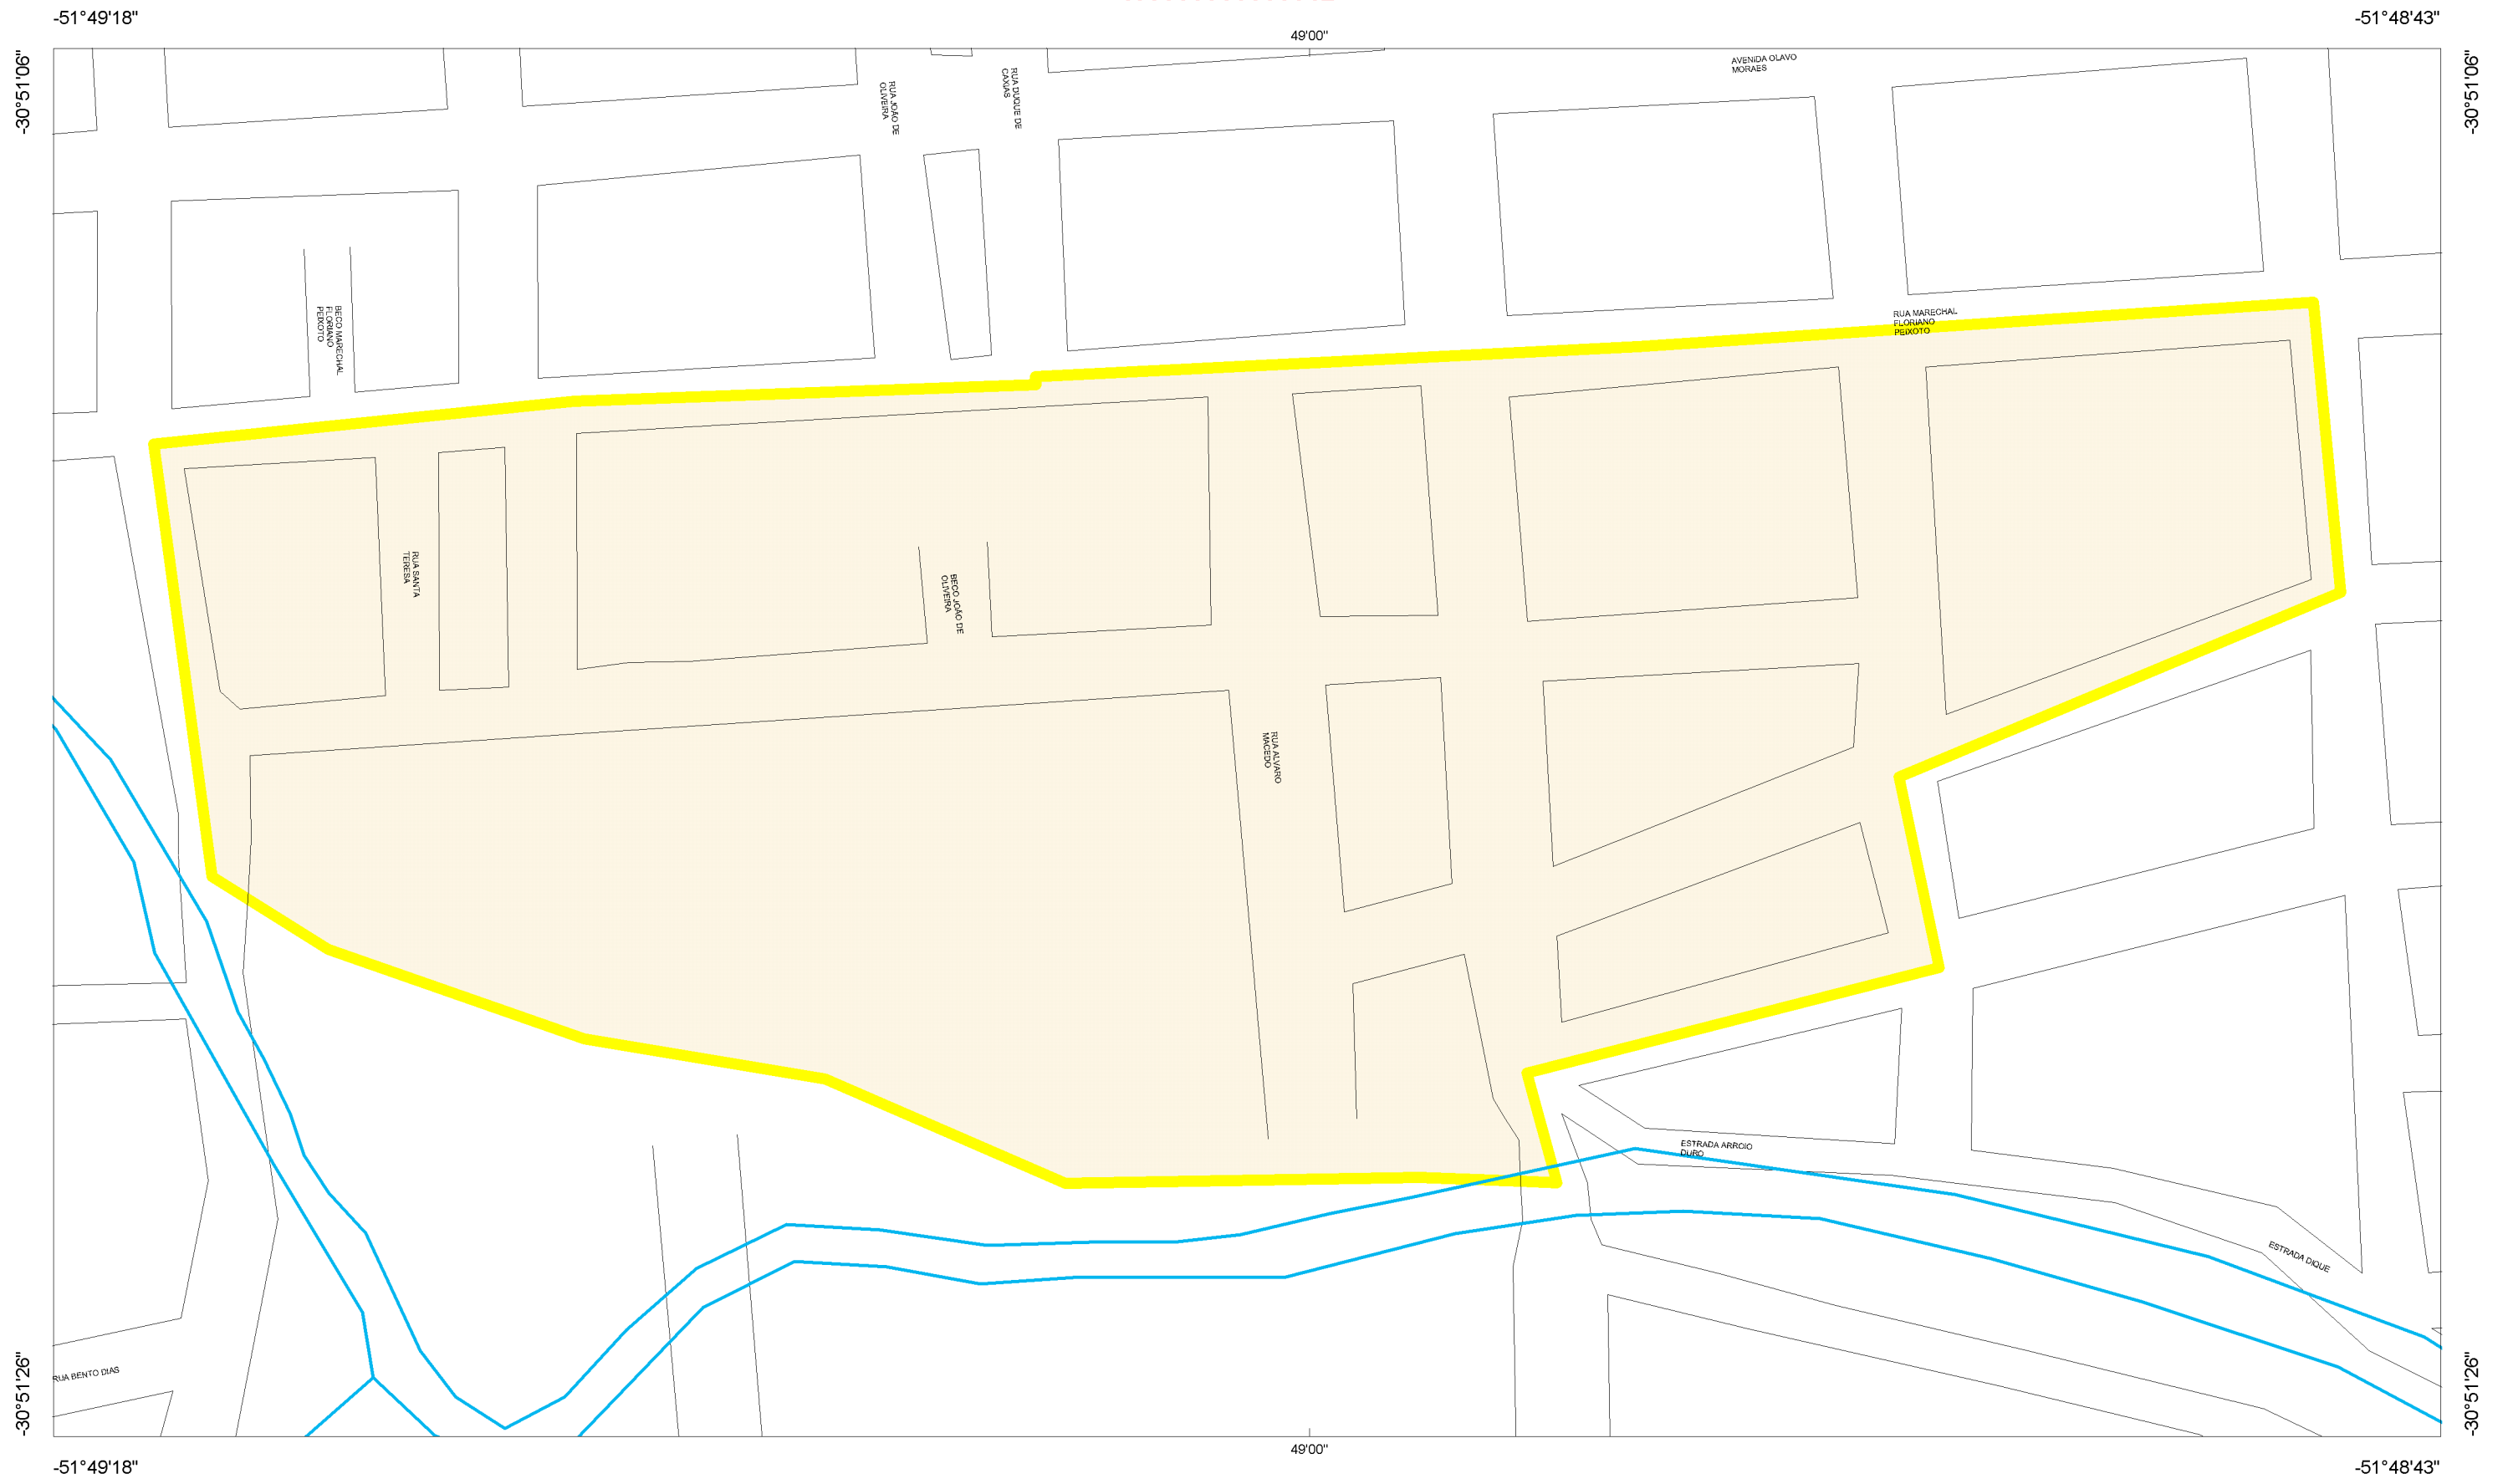 -51°49'18"
-51°48'43"
49'00"
-30°51'06"
-30°51'06"
AVENIDA OLAVO
MORAES
RUA JOÃO DE
OLIVEIRA
RUA DUQUE DE
CAXIAS
BECO MARECHAL
FLORIANO
PEIXOTO
RUA MARECHAL
FLORIANO
PEIXOTO
RUA SANTA
TERESA
BECO JOÃO DE
OLIVEIRA
RUA ALVARO
MACEDO
ESTRADA ARROIO
DURO
ESTRADA DIQUE
RUA BENTO DIAS
-30°51'26"
-30°51'26"
49'00"
-51°49'18"
-51°48'43"